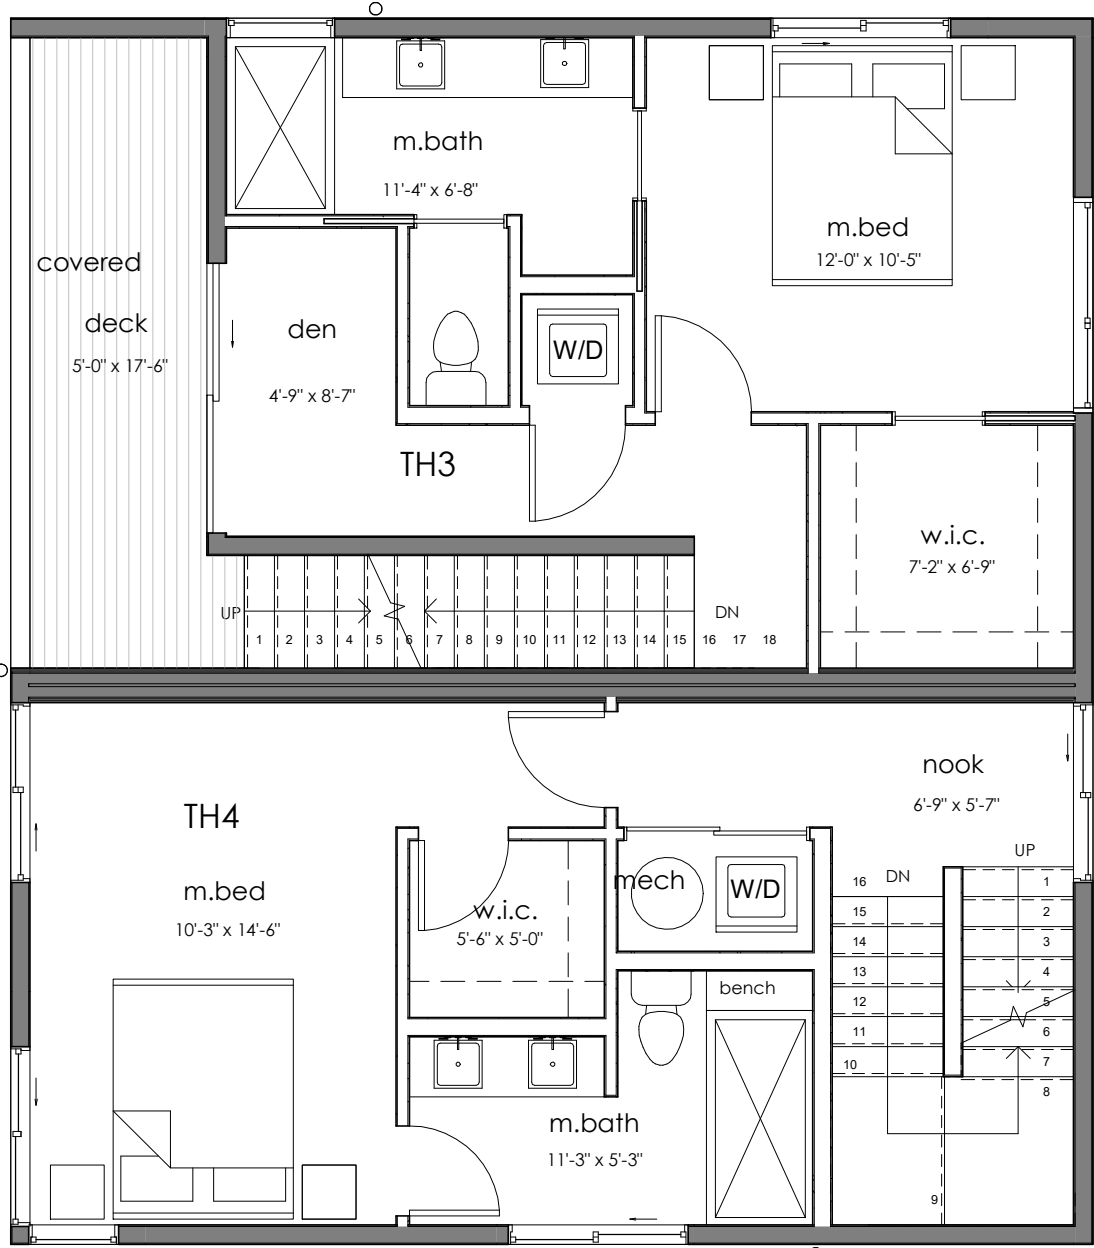 m.bath
11'-4" x 6'-8"
m.bed
12'-0" x 10'-5"
covered
deck
5'-0" x 17'-6"
den
4'-9" x 8'-7"
W/D
TH3
w.i.c.
7'-2" x 6'-9"
UP
DN
1 2 3 4 5 6 7 8 9 10 11 12 13 14 15 16 17 18
nook
6'-9" x 5'-7"
TH4
m.bed
10'-3" x 14'-6"
mech
W/D
w.i.c.
5'-6" x 5'-0"
UP
DN
16 1
15 2
14 3
13 4
12 5
11 6
10 7
8
9
bench
m.bath
11'-3" x 5'-3"